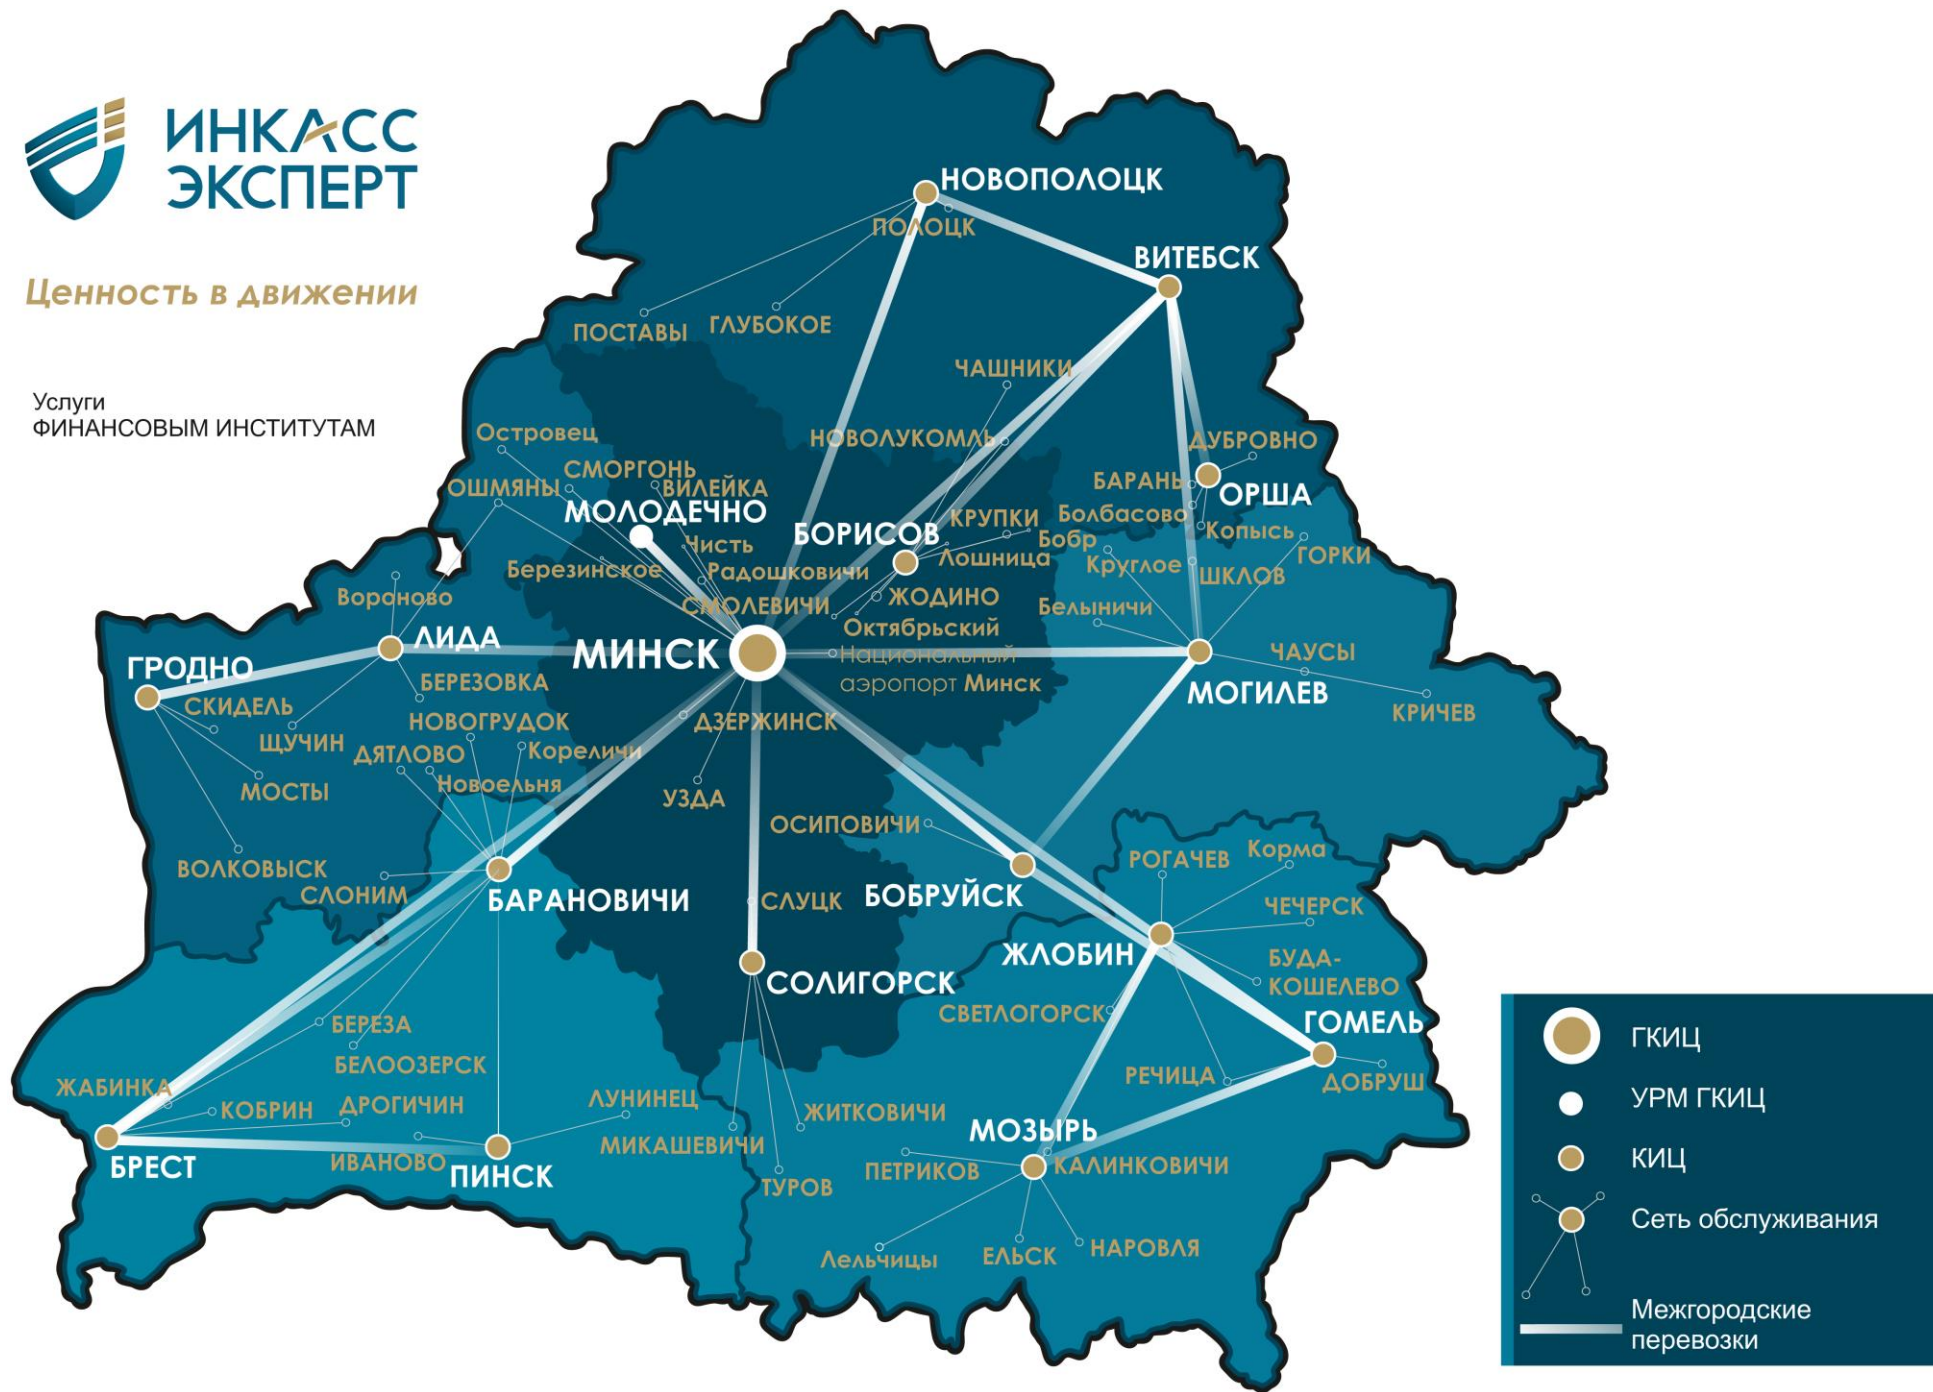 ИНКАСС
ЭКСПЕРТ
Ценность в движении
Услуги
ФИНАНСОВЫМ ИНСТИТУТАМ
НОВОПОЛОЦК
ПОЛОЦК
ВИТЕБСК
ПОСТАВЫ
ГЛУБОКОЕ
ЧАШНИКИ
Островец
НОВОЛУКОМЛЬ
ДУБРОВНО
СМОРГОНЬ
ОШМЯНЫ
ВИЛЕЙКА
БАРАНЬ
ОРША
МОЛОДЕЧНО
БОРИСОВ
КРУПКИ
Болбасово
Копысь
Чисть
Лошница
Бобр
ГОРКИ
Березинское
Радошковичи
Круглое
ШКЛОВ
Вороново
СМОЛЕВИЧИ
ЖОДИНО
Белыничи
Октябрьский
ЛИДА
МИНСК
Национальный
аэропорт Минск
ЧАУСЫ
ГРОДНО
МОГИЛЕВ
БЕРЕЗОВКА
КРИЧЕВ
СКИДЕЛЬ
НОВОГРУДОК
ДЗЕРЖИНСК
ЩУЧИН
ДЯТЛОВО
Кореличи
Новоельня
МОСТЫ
УЗДА
ОСИПОВИЧИ
РОГАЧЕВ
Корма
ВОЛКОВЫСК
СЛОНИМ
БАРАНОВИЧИ
СЛУЦК
БОБРУЙСК
ЧЕЧЕРСК
ЖЛОБИН
БУДА-
КОШЕЛЕВО
СОЛИГОРСК
СВЕТЛОГОРСК
ГОМЕЛЬ
БЕРЕЗА
БЕЛООЗЕРСК
РЕЧИЦА
ДОБРУШ
ЖАБИНКА
КОБРИН
ДРОГИЧИН
ЛУНИНЕЦ
ЖИТКОВИЧИ
МИКАШЕВИЧИ
МОЗЫРЬ
БРЕСТ
ИВАНОВО
ПИНСК
ТУРОВ
ПЕТРИКОВ
КАЛИНКОВИЧИ
Лельчицы
ЕЛЬСК
НАРОВЛЯ
ГКИЦ
УРМ ГКИЦ
КИЦ
Сеть обслуживания
Межгородские
перевозки